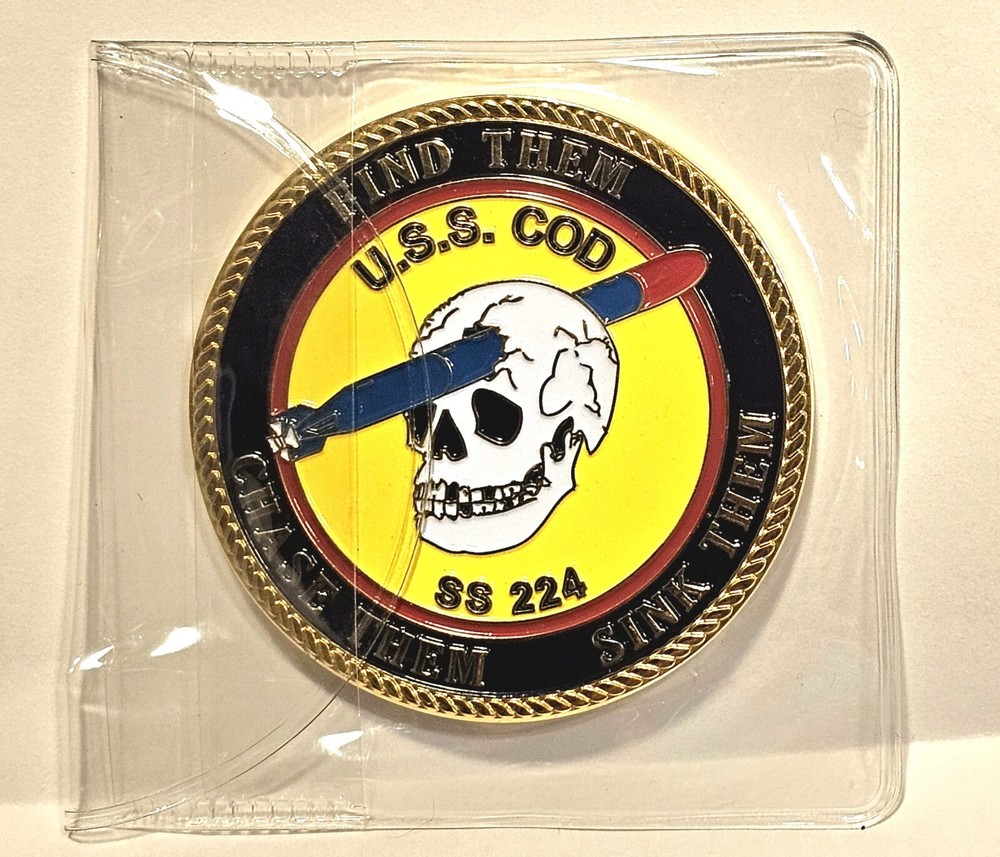 FIND THEM
U.S.S. COD
SS 224
CHASE THEM
SINK THEM